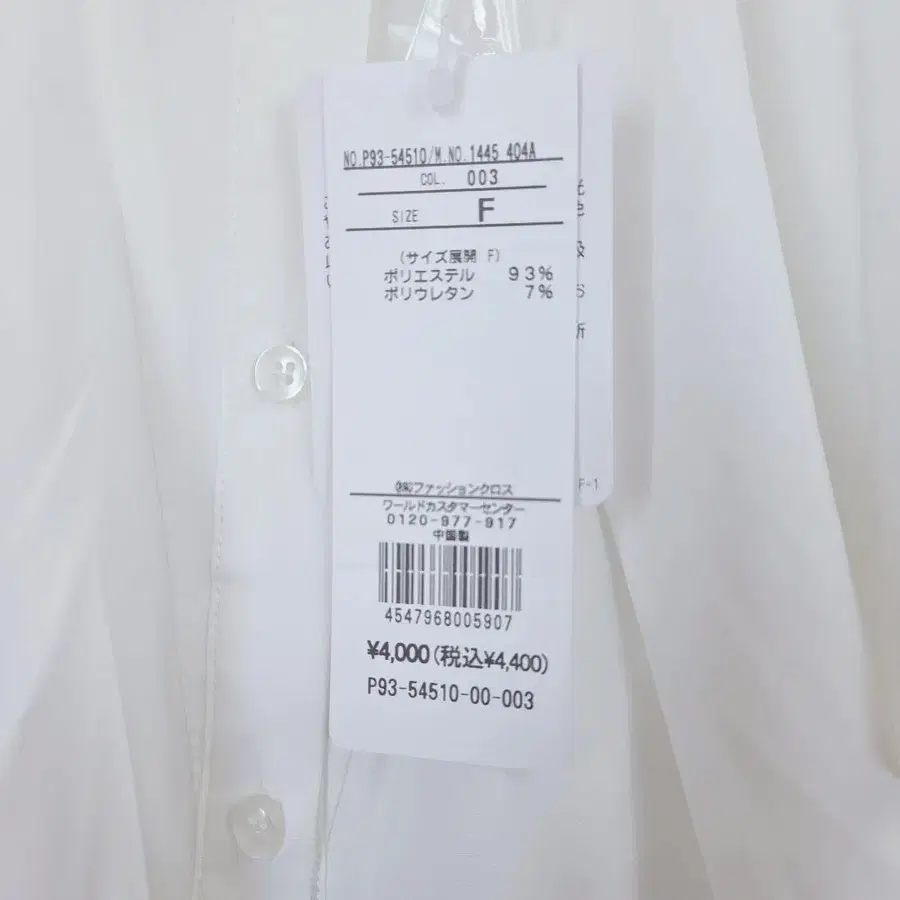 NO.P93-54510/M.NO.1445 404A
COL. 003
SIZE F
(サイズ展開 F)
ポリエステル 93%
ポリウレタン 7%
㈱ファッションクロス
ワールドカスタマーセンター
0120-977-917
中国製
4547968005907
¥4,000(税込¥4,400)
P93-54510-00-003
F-1